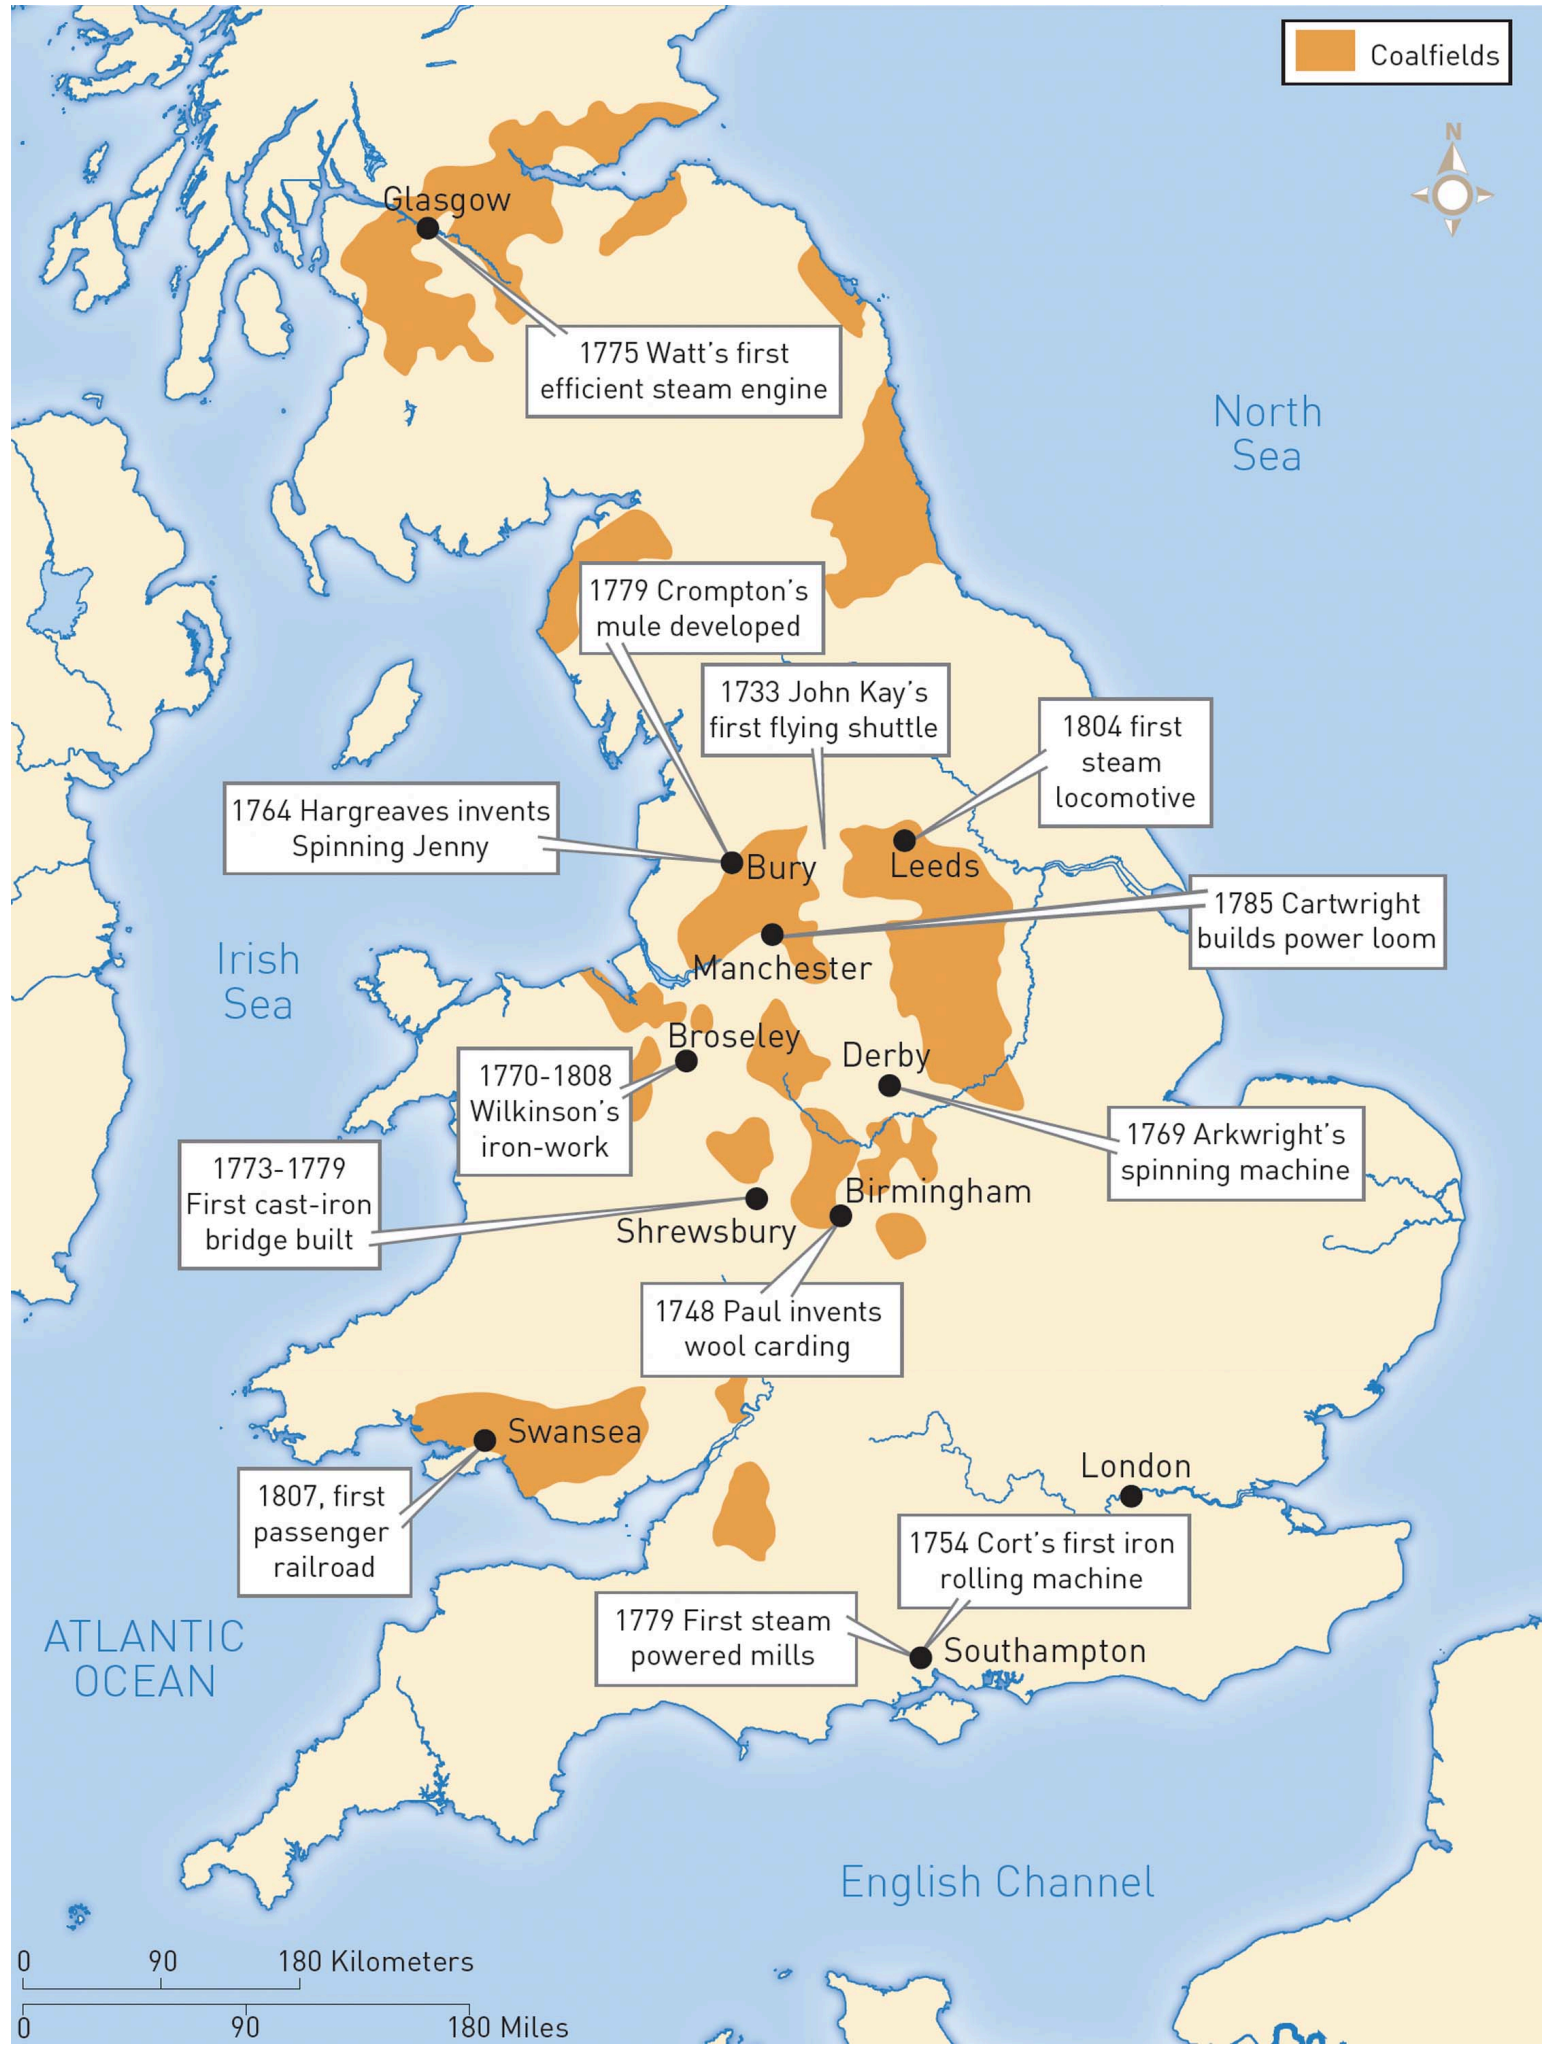 Coalfields
N
Glasgow
1775 Watt's first
efficient steam engine
North
Sea
1779 Crompton's
mule developed
1733 John Kay's
first flying shuttle
1804 first
steam
locomotive
1764 Hargreaves invents
Spinning Jenny
Bury
Leeds
1785 Cartwright
builds power loom
Manchester
Irish
Sea
Broseley
Derby
1770-1808
Wilkinson's
iron-work
1769 Arkwright's
spinning machine
1773-1779
First cast-iron
bridge built
Birmingham
Shrewsbury
1748 Paul invents
wool carding
Swansea
London
1807, first
passenger
railroad
1754 Cort's first iron
rolling machine
1779 First steam
powered mills
Southampton
ATLANTIC
OCEAN
English Channel
0 90 180 Kilometers
0 90 180 Miles